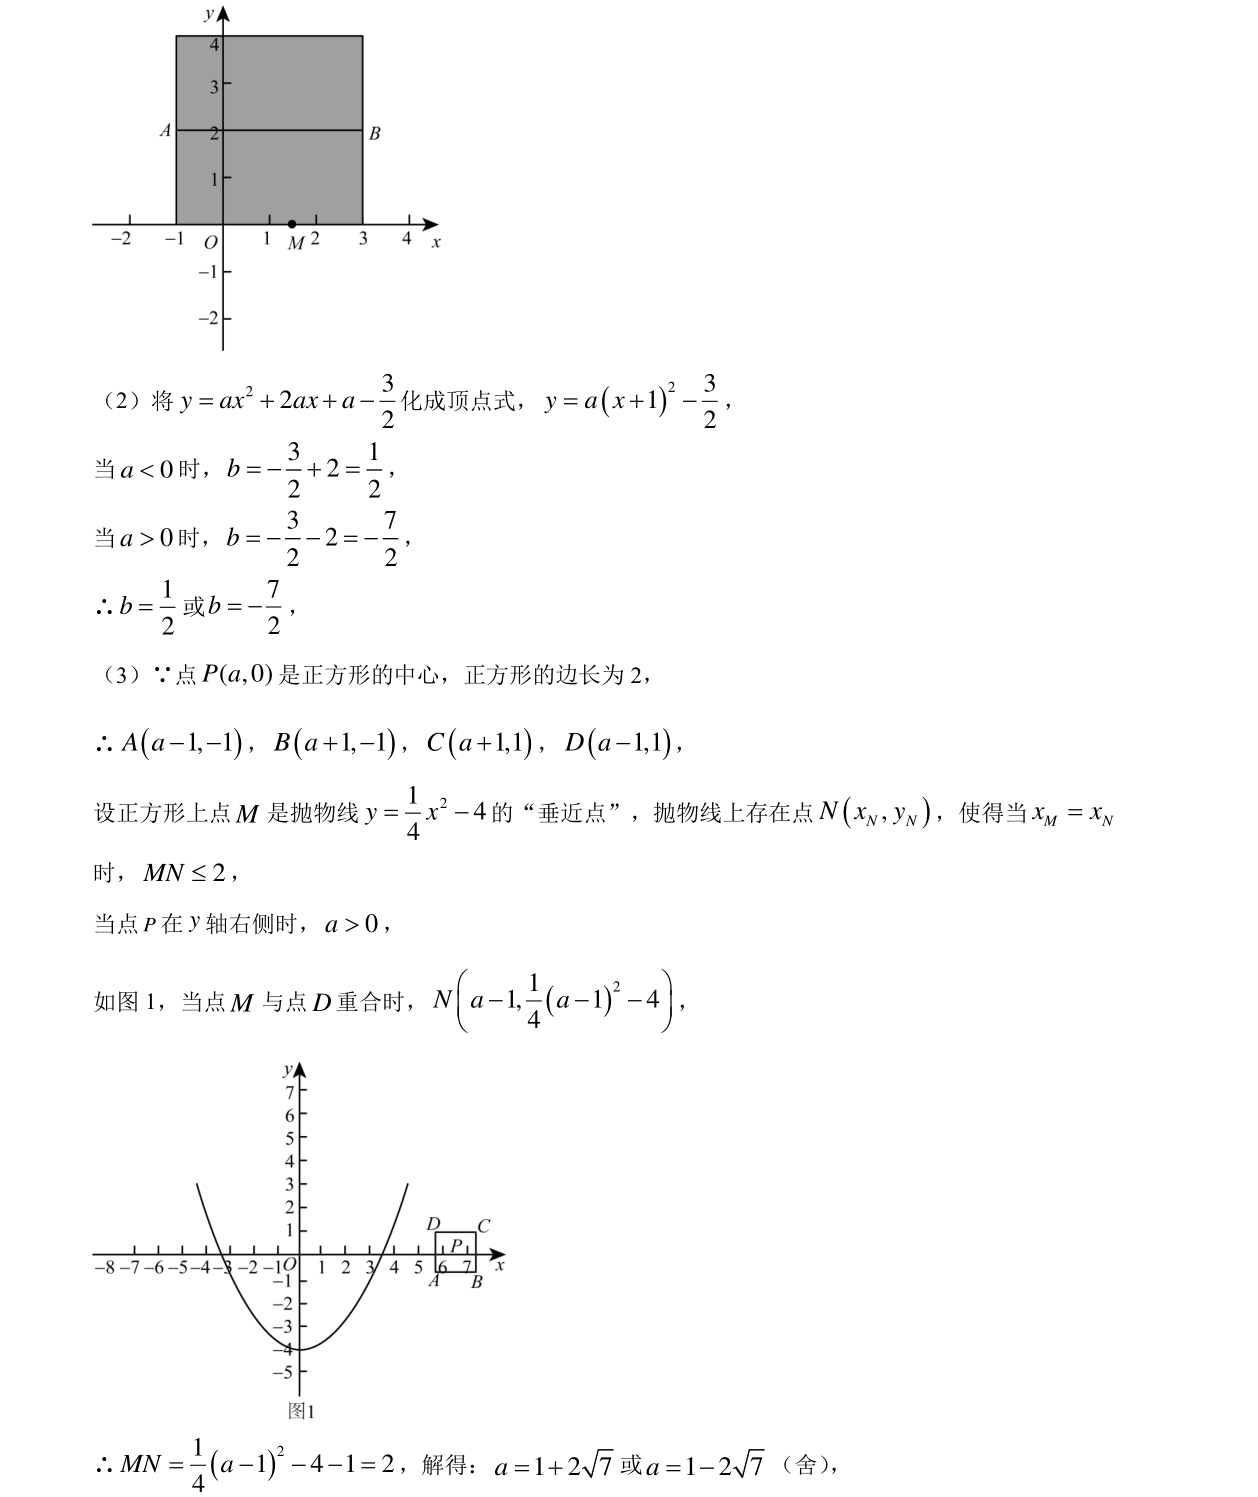 y
4
3
A 2 B
1
−2 −1 O 1 M 2 3 4 x
−1
−2
（2）将 y = ax² + 2ax + a − 3/2 化成顶点式， y = a(x+1)² − 3/2 ，
当 a < 0 时， b = −3/2 + 2 = 1/2 ，
当 a > 0 时， b = −3/2 − 2 = −7/2 ，
∴ b = 1/2 或 b = −7/2 ，
（3）∵点 P(a,0) 是正方形的中心，正方形的边长为 2，
∴ A(a−1,−1)， B(a+1,−1)， C(a+1,1)， D(a−1,1)，
设正方形上点 M 是抛物线 y = 1/4 x² − 4 的“垂近点”，抛物线上存在点 N(x_N, y_N)，使得当 x_M = x_N
时， MN ≤ 2，
当点 P 在 y 轴右侧时， a > 0，
如图 1，当点 M 与点 D 重合时， N(a−1, 1/4(a−1)² − 4)，
y
7
6
5
4
3
2
1 D C
P
−8 −7 −6 −5 −4 −3 −2 −1 O 1 2 3 4 5 6 7 x
−1 A B
−2
−3
−4
−5
图1
∴ MN = 1/4(a−1)² − 4 − 1 = 2，解得： a = 1 + 2√7 或 a = 1 − 2√7 （舍），